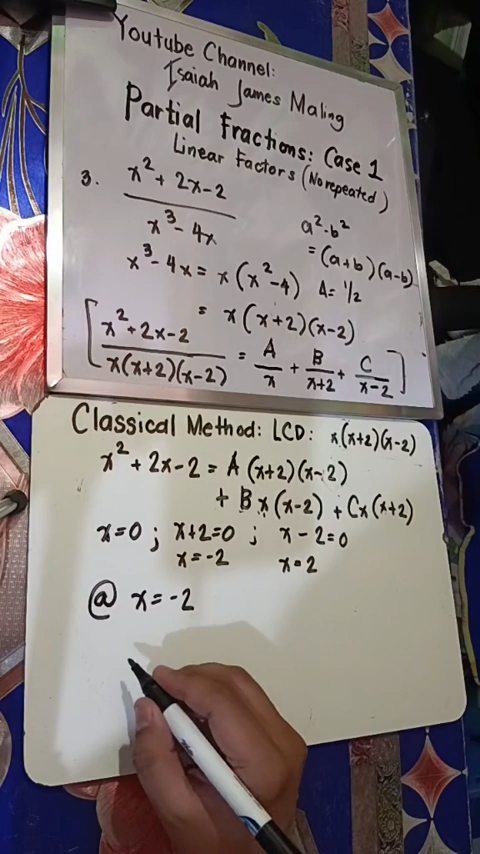 Youtube Channel:
Isaiah James Maling
Partial Fractions: Case 1
Linear Factors (No repeated)
3. x² + 2x - 2 / x³ - 4x
a² - b²
= (a+b)(a-b)
x³ - 4x = x(x² - 4) A = 1/2
= x(x+2)(x-2)
[x² + 2x - 2 / x(x+2)(x-2) = A/x + B/x+2 + C/x-2]
Classical Method: LCD: x(x+2)(x-2)
x² + 2x - 2 = A(x+2)(x-2)
+ Bx(x-2) + Cx(x+2)
x=0 ; x+2=0 ; x-2=0
x=-2 x=2
@ x=-2